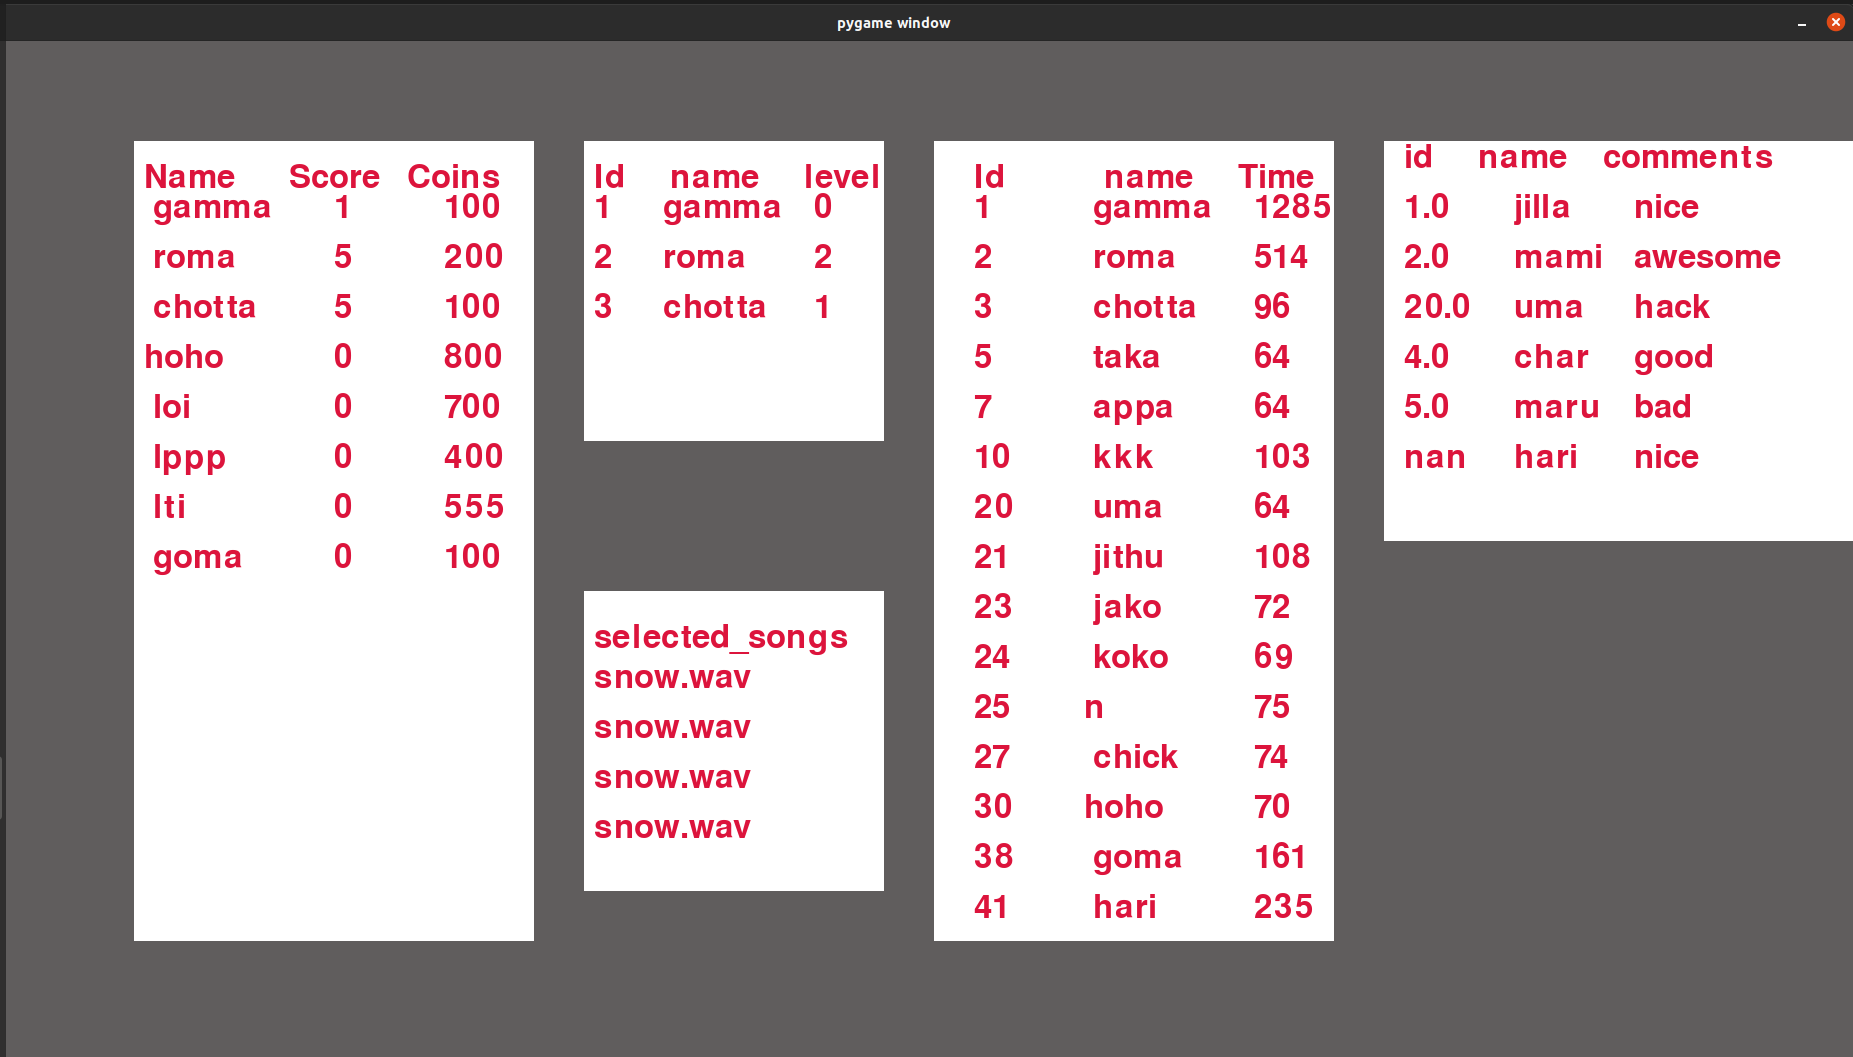 pygame window
Name Score Coins
gamma 1 100
roma 5 200
chotta 5 100
hoho 0 800
loi 0 700
lppp 0 400
lti 0 555
goma 0 100
Id name level
1 gamma 0
2 roma 2
3 chotta 1
selected_songs
snow.wav
snow.wav
snow.wav
snow.wav
Id name Time
1 gamma 1285
2 roma 514
3 chotta 96
5 taka 64
7 appa 64
10 kkk 103
20 uma 64
21 jithu 108
23 jako 72
24 koko 69
25 n 75
27 chick 74
30 hoho 70
38 goma 161
41 hari 235
id name comments
1.0 jilla nice
2.0 mami awesome
20.0 uma hack
4.0 char good
5.0 maru bad
nan hari nice